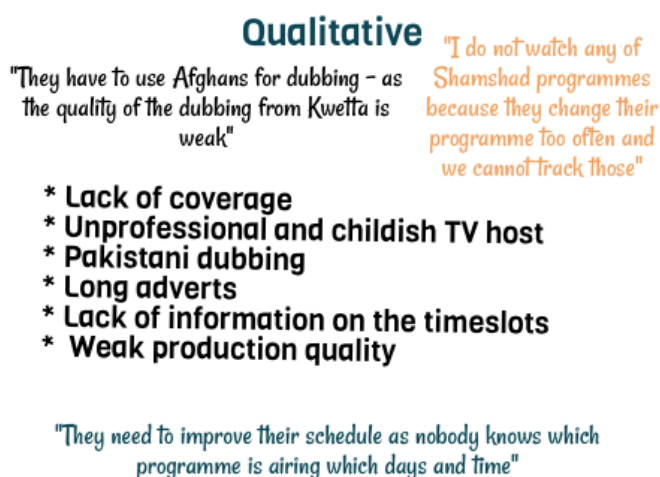 Qualitative
"They have to use Afghans for dubbing – as
the quality of the dubbing from Kwetta is
weak"
"I do not watch any of
Shamshad programmes
because they change their
programme too often and
we cannot track those"
* Lack of coverage
* Unprofessional and childish TV host
* Pakistani dubbing
* Long adverts
* Lack of information on the timeslots
* Weak production quality
"They need to improve their schedule as nobody knows which
programme is airing which days and time"